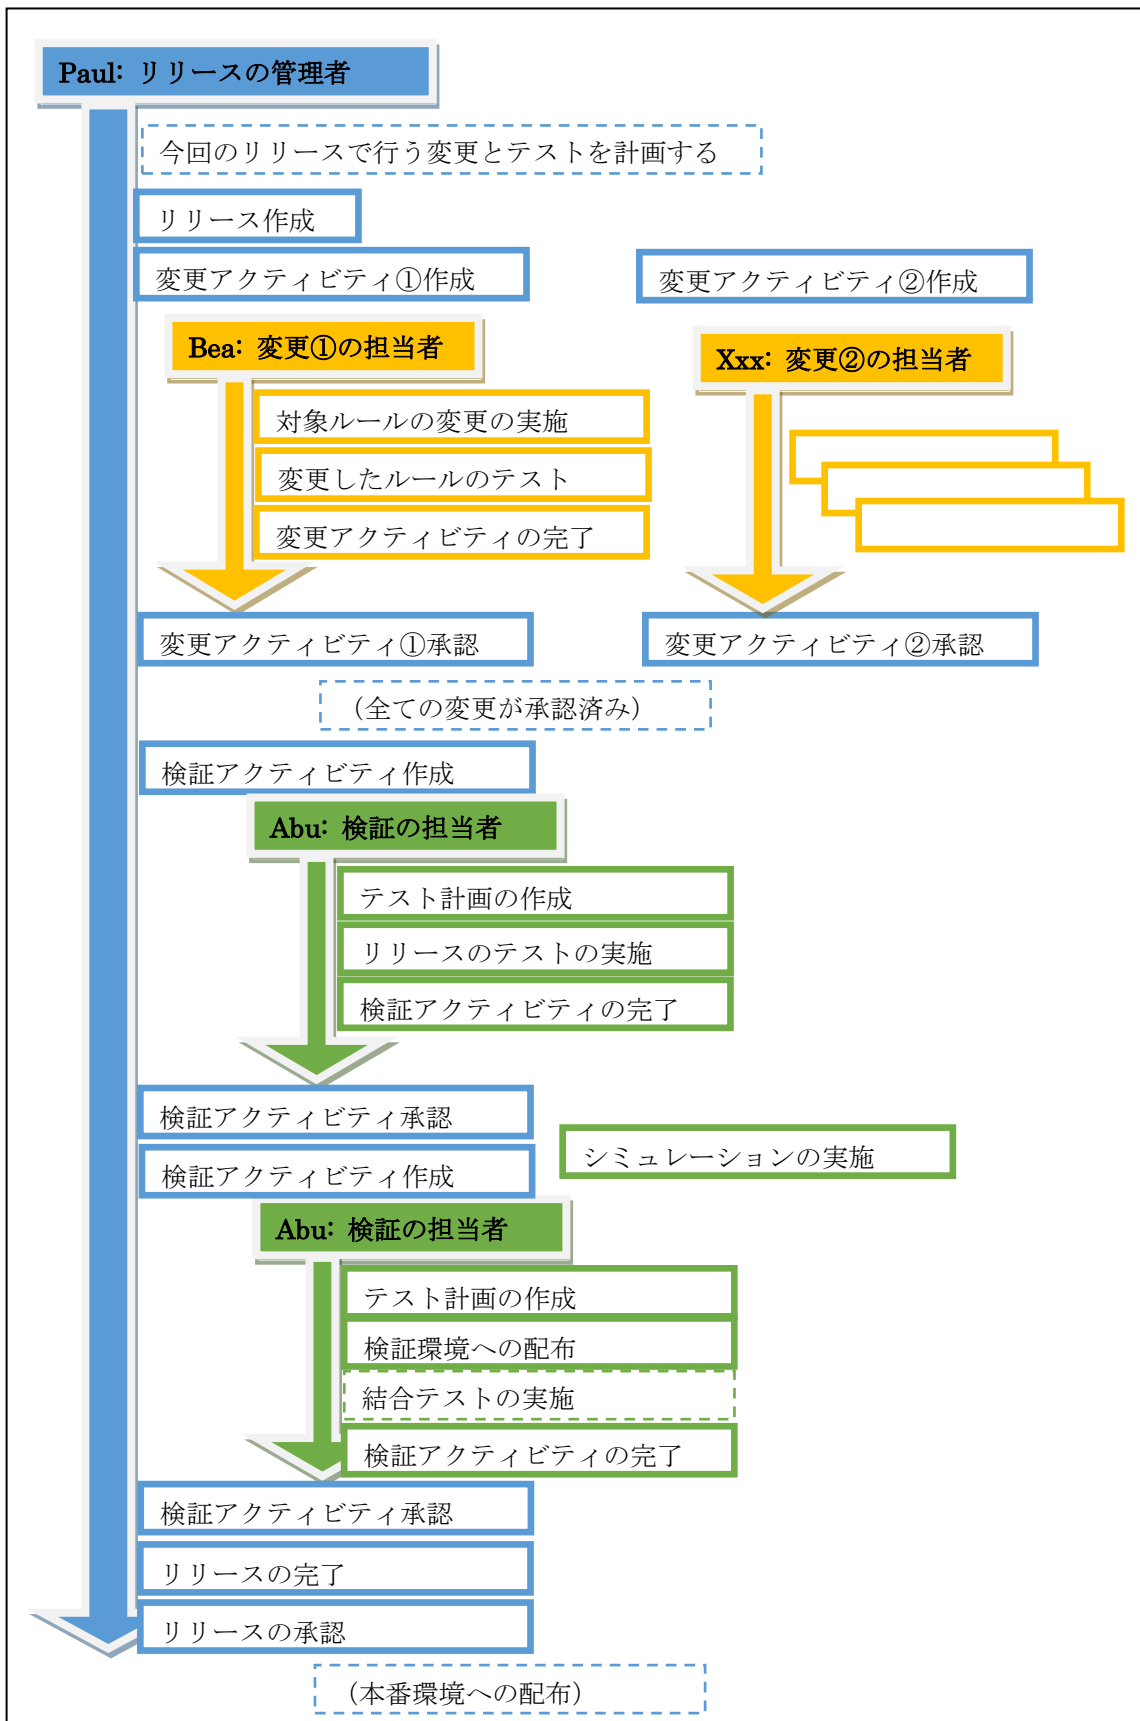 Paul: リリースの管理者
今回のリリースで行う変更とテストを計画する
リリース作成
変更アクティビティ①作成
変更アクティビティ②作成
Bea: 変更①の担当者
Xxx: 変更②の担当者
対象ルールの変更の実施
変更したルールのテスト
変更アクティビティの完了
変更アクティビティ①承認
変更アクティビティ②承認
（全ての変更が承認済み）
検証アクティビティ作成
Abu: 検証の担当者
テスト計画の作成
リリースのテストの実施
検証アクティビティの完了
検証アクティビティ承認
シミュレーションの実施
検証アクティビティ作成
Abu: 検証の担当者
テスト計画の作成
検証環境への配布
結合テストの実施
検証アクティビティの完了
検証アクティビティ承認
リリースの完了
リリースの承認
（本番環境への配布）